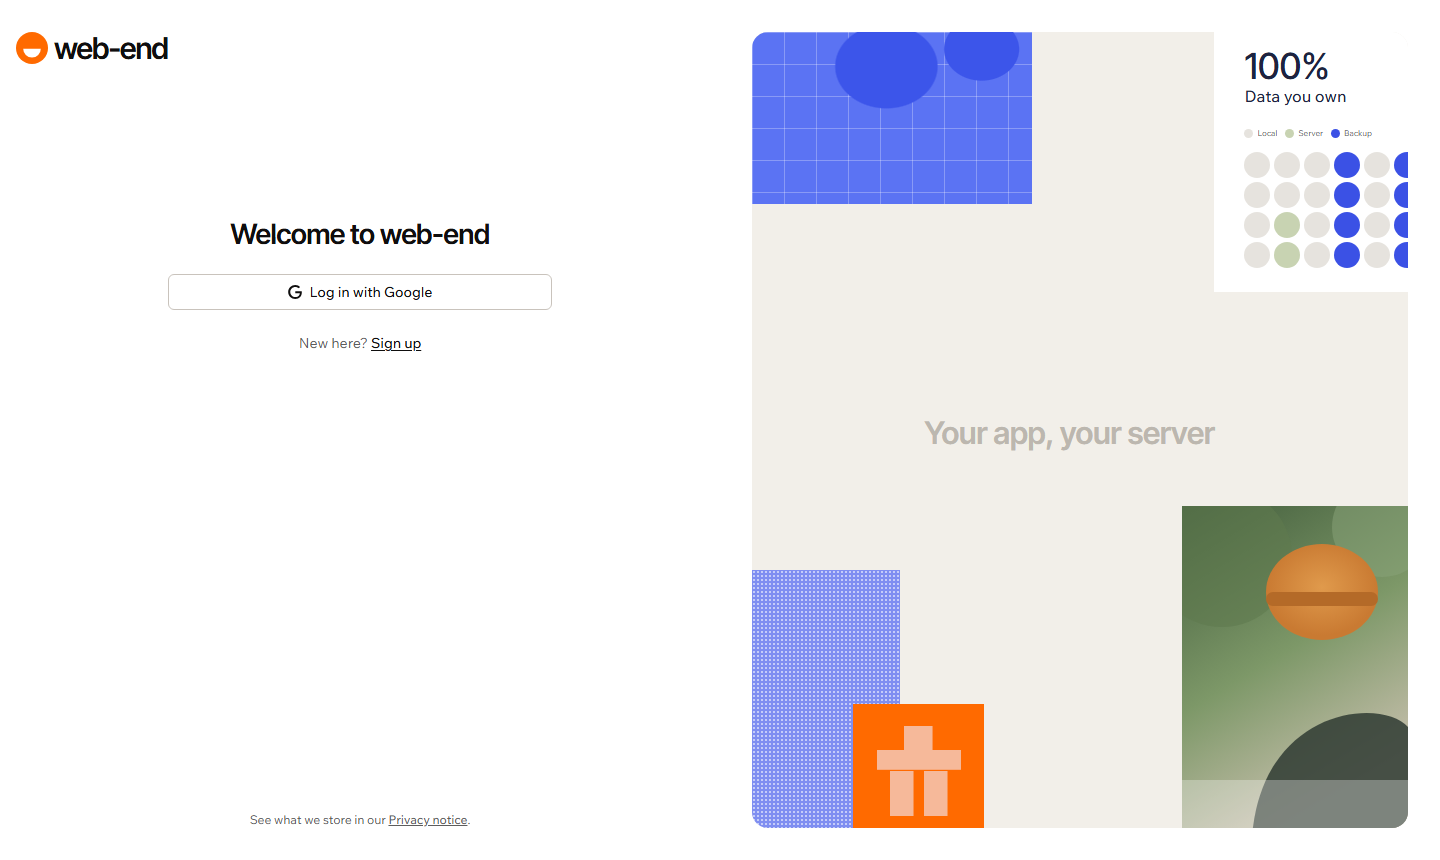 web-end
Welcome to web-end
Log in with Google
New here? Sign up
See what we store in our Privacy notice.
100%
Data you own
Local Server Backup
Your app, your server